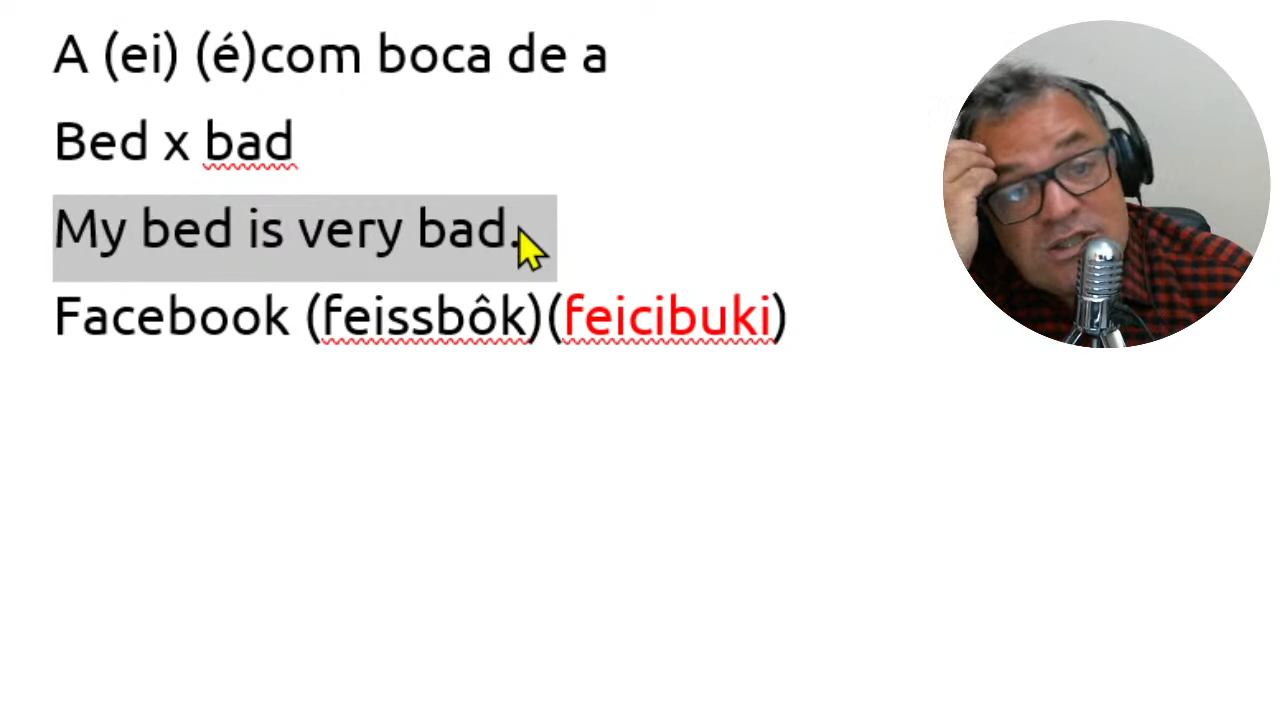 A (ei) (é)com boca de a
Bed x bad
My bed is very bad.
Facebook (feissbôk)(feicibuki)